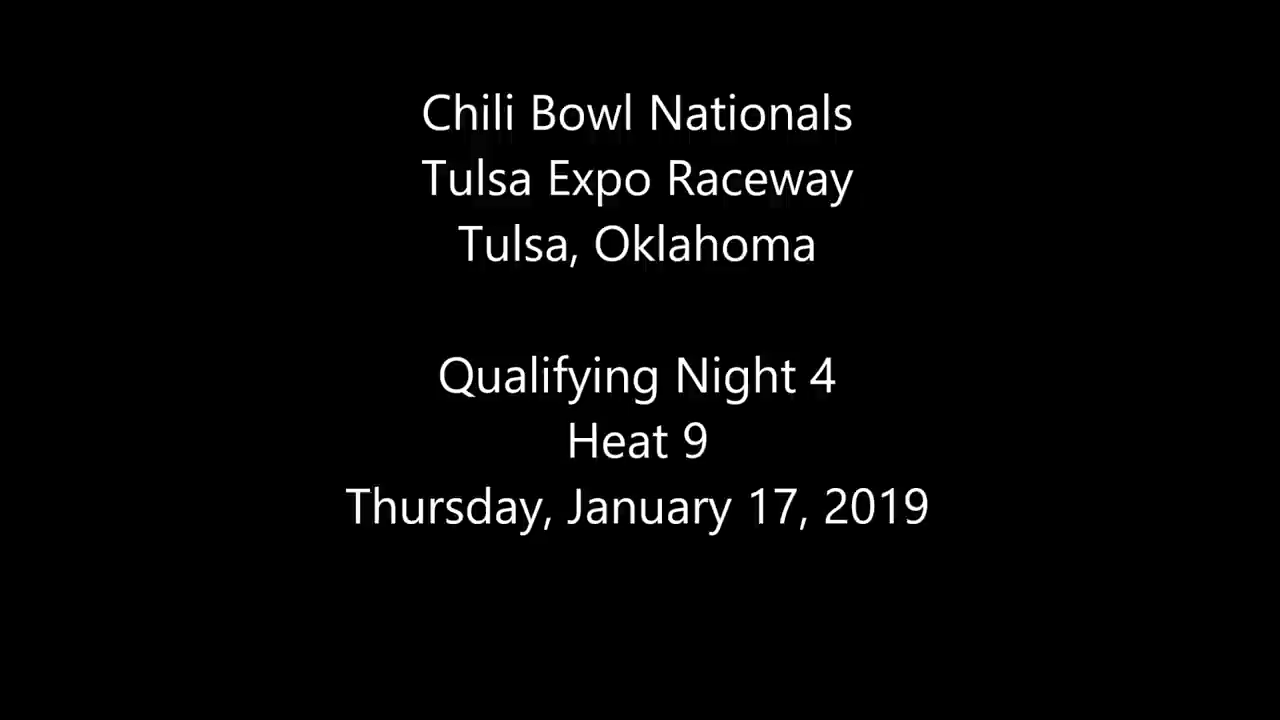 Chili Bowl Nationals
Tulsa Expo Raceway
Tulsa, Oklahoma
Qualifying Night 4
Heat 9
Thursday, January 17, 2019